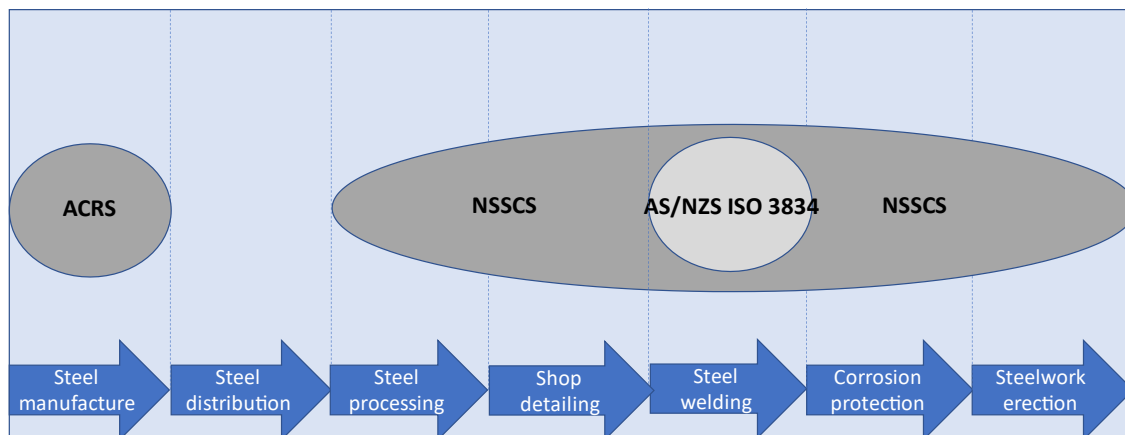 ACRS
NSSCS
AS/NZS ISO 3834
NSSCS
Steel
manufacture
Steel
distribution
Steel
processing
Shop
detailing
Steel
welding
Corrosion
protection
Steelwork
erection